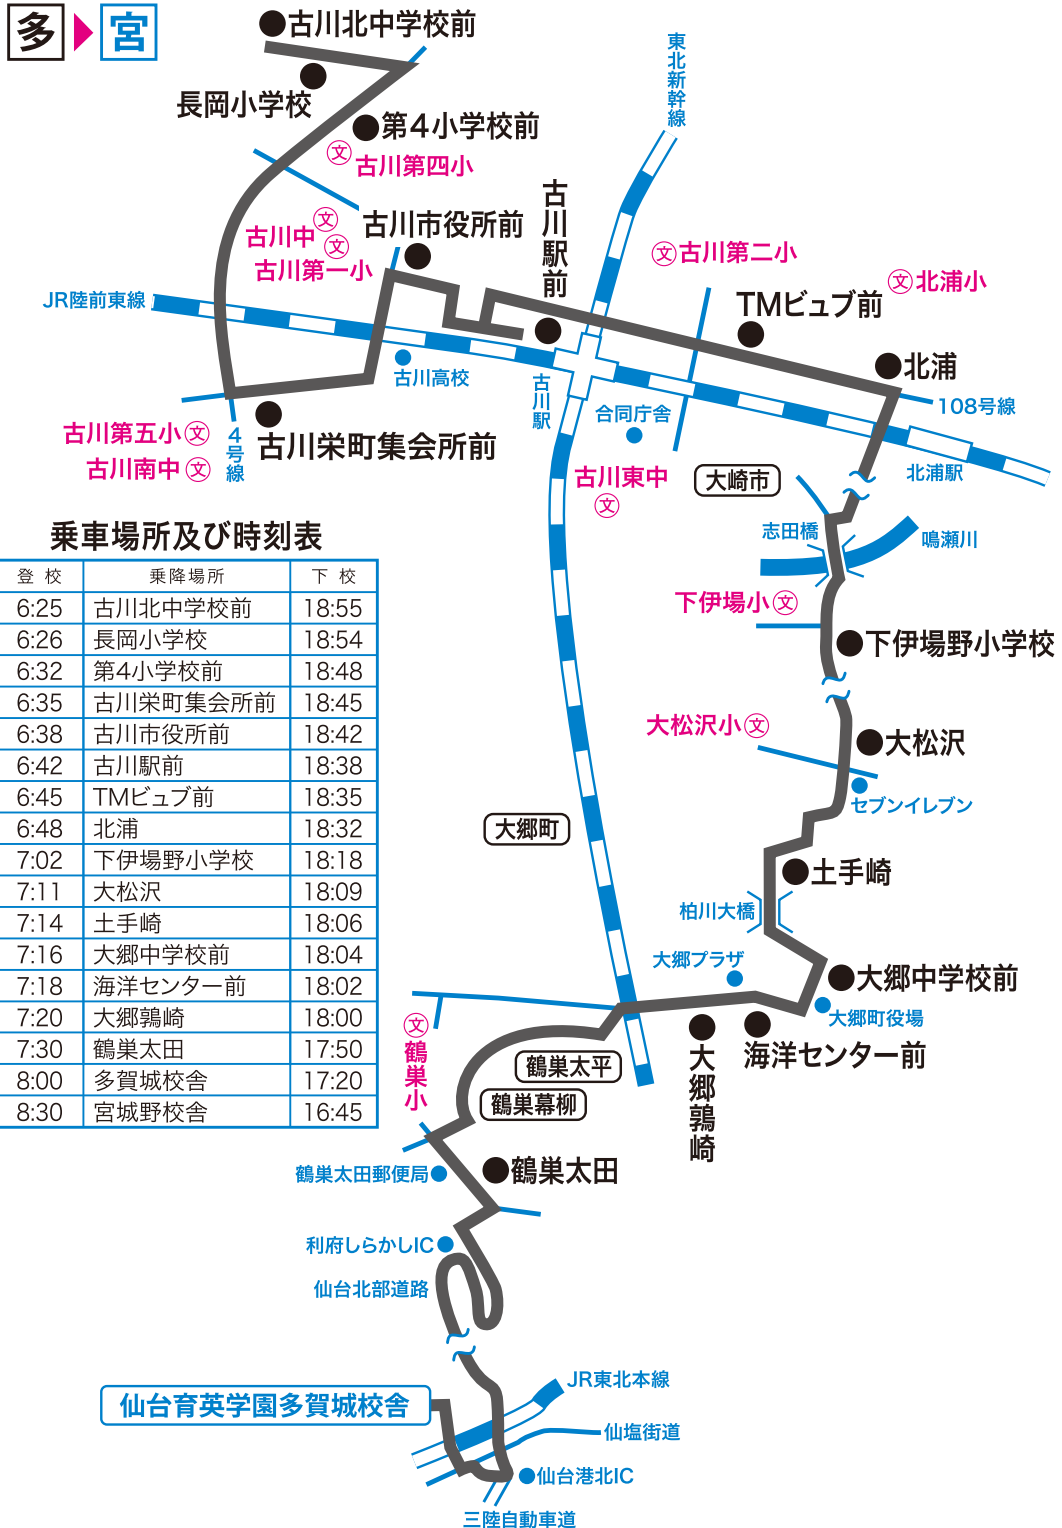 多 宮
古川北中学校前
長岡小学校
第4小学校前
文
古川第四小
東北新幹線
古川市役所前
古川駅前
古川中 文
文
古川第一小
文 古川第二小
文 北浦小
TMビュブ前
JR陸前東線
古川高校
古川駅
合同庁舎
北浦
108号線
北浦駅
古川第五小 文
古川南中 文
4号線
古川栄町集会所前
古川東中
文
大崎市
志田橋
鳴瀬川
下伊場小 文
下伊場野小学校
大松沢小 文
大松沢
セブンイレブン
大郷町
土手崎
柏川大橋
大郷プラザ
大郷中学校前
大郷町役場
海洋センター前
大郷鶉崎
文
鶴巣小
鶴巣太平
鶴巣幕柳
鶴巣太田郵便局
鶴巣太田
利府しらかしIC
仙台北部道路
仙台育英学園多賀城校舎
JR東北本線
仙塩街道
仙台港北IC
三陸自動車道
乗車場所及び時刻表
登校 乗降場所 下校
6:25 古川北中学校前 18:55
6:26 長岡小学校 18:54
6:32 第4小学校前 18:48
6:35 古川栄町集会所前 18:45
6:38 古川市役所前 18:42
6:42 古川駅前 18:38
6:45 TMビュブ前 18:35
6:48 北浦 18:32
7:02 下伊場野小学校 18:18
7:11 大松沢 18:09
7:14 土手崎 18:06
7:16 大郷中学校前 18:04
7:18 海洋センター前 18:02
7:20 大郷鶉崎 18:00
7:30 鶴巣太田 17:50
8:00 多賀城校舎 17:20
8:30 宮城野校舎 16:45